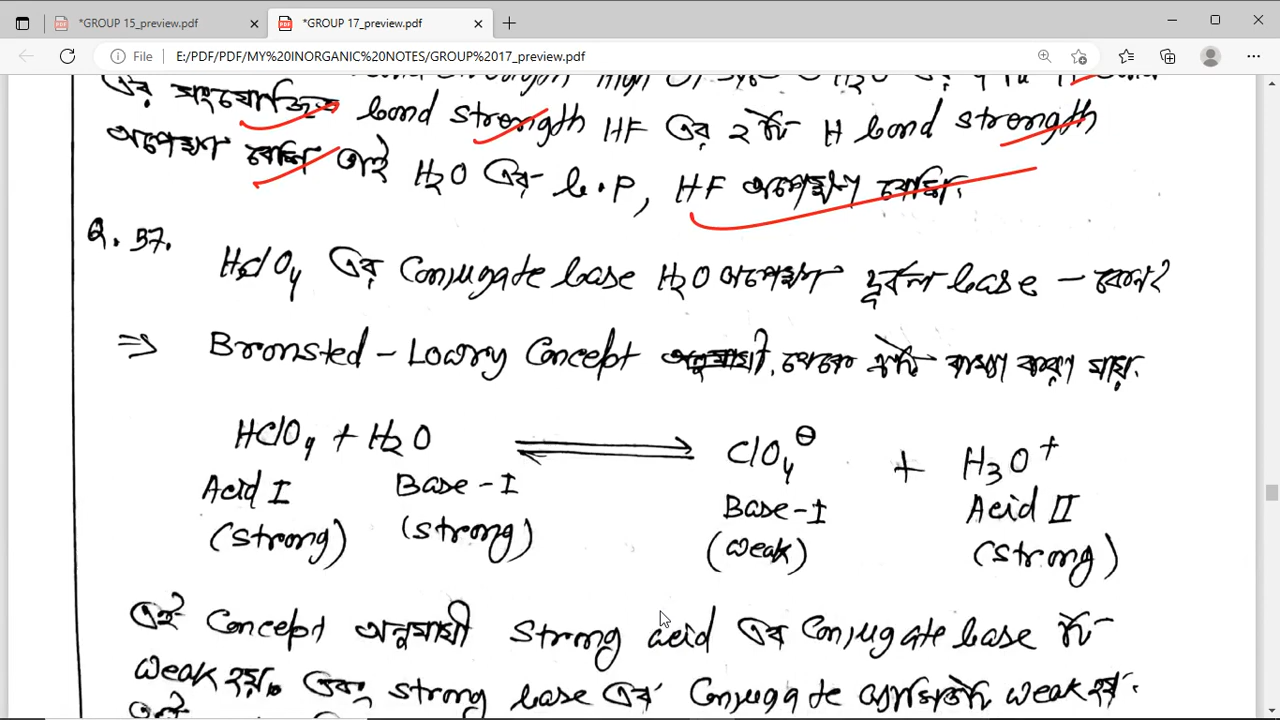 *GROUP 15_preview.pdf
*GROUP 17_preview.pdf
File
E:/PDF/PDF/MY%20INORGANIC%20NOTES/GROUP%2017_preview.pdf
এর সংযোজিত bond strength HF এর ২টি H bond strength
অপেক্ষা বেশি তাই H2O এর b.p, HF অপেক্ষা বেশি.
Q. 37.
HClO4 এর Conjugate base H2O অপেক্ষা দুর্বল base – কেন?
⇒ Bronsted – Lowry Concept থেকে এটি ব্যাখ্যা করা যায়.
HClO4 + H2O ⇌ ClO4⊖ + H3O+
Acid I Base-I Base-I Acid II
(strong) (strong) (weak) (strong)
এই Concept অনুযায়ী strong acid এর Conjugate base টি
weak হয়. এবং strong base এর Conjugate অ্যাসিডটি weak হয়.